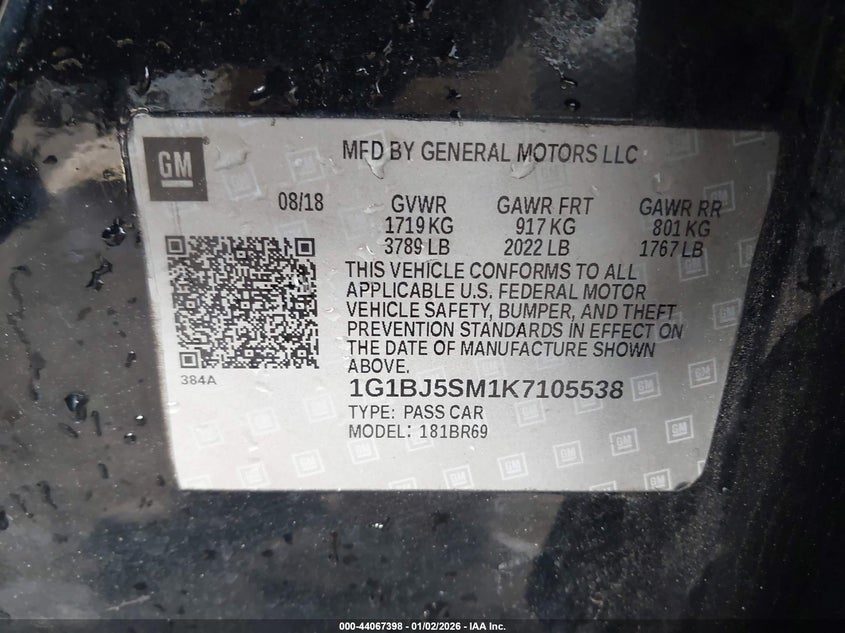 GM
MFD BY GENERAL MOTORS LLC
08/18 GVWR GAWR FRT GAWR RR
1719 KG 917 KG 801 KG
3789 LB 2022 LB 1767 LB
THIS VEHICLE CONFORMS TO ALL
APPLICABLE U.S. FEDERAL MOTOR
VEHICLE SAFETY, BUMPER, AND THEFT
PREVENTION STANDARDS IN EFFECT ON
THE DATE OF MANUFACTURE SHOWN
ABOVE.
384A
1G1BJ5SM1K7105538
TYPE: PASS CAR
MODEL: 181BR69
000-44067398 - 01/02/2026 - IAA Inc.